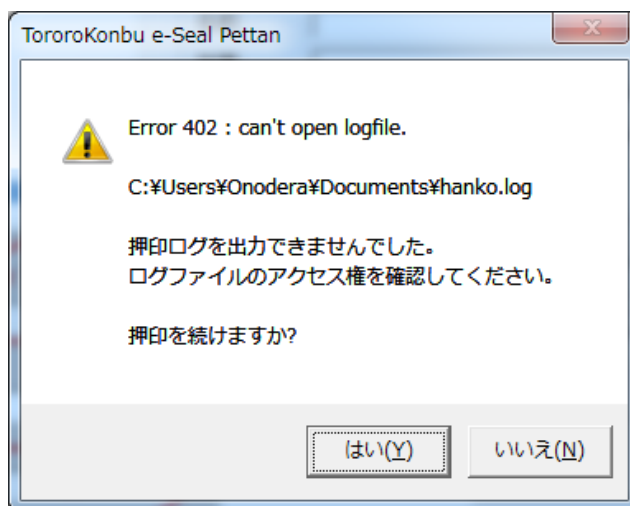 TororoKonbu e-Seal Pettan
Error 402 : can't open logfile.
C:¥Users¥Onodera¥Documents¥hanko.log
押印ログを出力できませんでした。
ログファイルのアクセス権を確認してください。
押印を続けますか?
はい(Y)
いいえ(N)